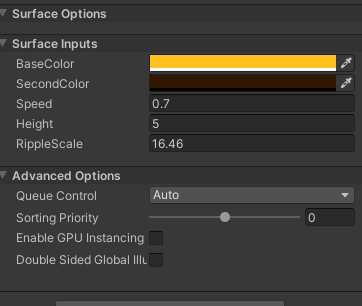 Surface Options
Surface Inputs
BaseColor
SecondColor
Speed 0.7
Height 5
RippleScale 16.46
Advanced Options
Queue Control Auto
Sorting Priority 0
Enable GPU Instancing
Double Sided Global Illu